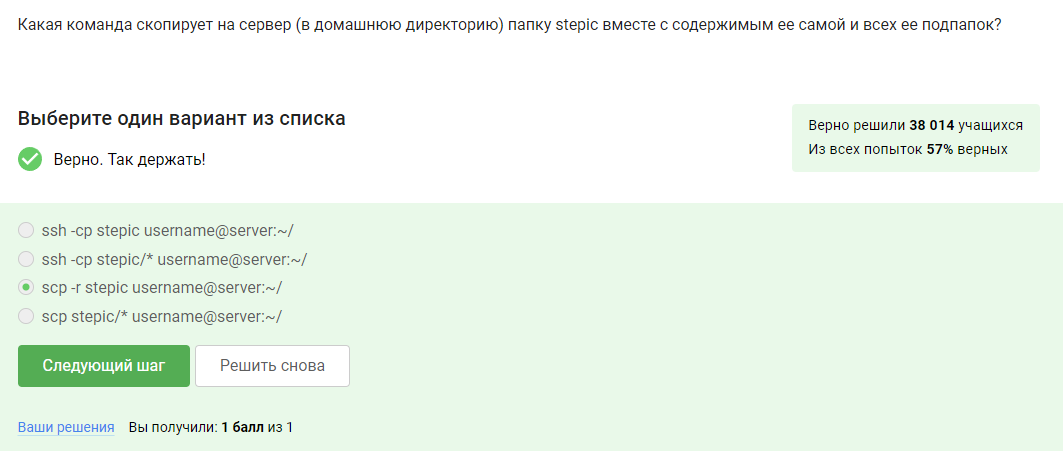 Какая команда скопирует на сервер (в домашнюю директорию) папку stepic вместе с содержимым ее самой и всех ее подпапок?
Выберите один вариант из списка
Верно. Так держать!
Верно решили 38 014 учащихся
Из всех попыток 57% верных
ssh -cp stepic username@server:~/
ssh -cp stepic/* username@server:~/
scp -r stepic username@server:~/
scp stepic/* username@server:~/
Следующий шаг
Решить снова
Ваши решения Вы получили: 1 балл из 1